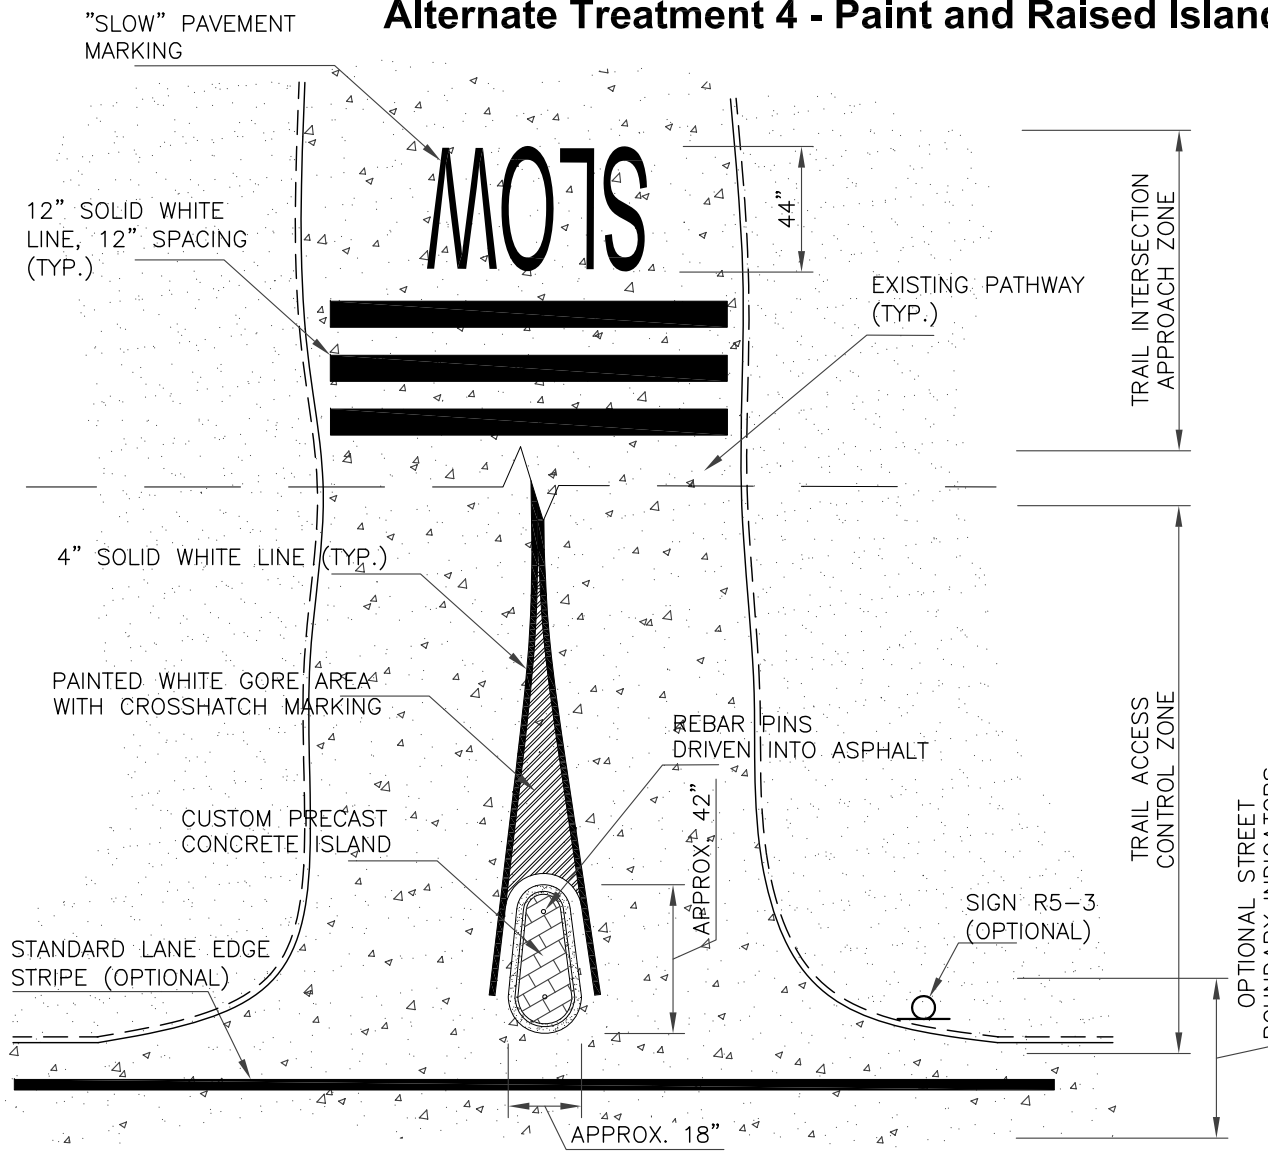 Alternate Treatment 4 - Paint and Raised Island
"SLOW" PAVEMENT
MARKING
SLOW
44"
12" SOLID WHITE
LINE, 12" SPACING
(TYP.)
EXISTING PATHWAY
(TYP.)
TRAIL INTERSECTION
APPROACH ZONE
4" SOLID WHITE LINE (TYP.)
PAINTED WHITE GORE AREA
WITH CROSSHATCH MARKING
REBAR PINS
DRIVEN INTO ASPHALT
CUSTOM PRECAST
CONCRETE ISLAND
APPROX. 42"
TRAIL ACCESS
CONTROL ZONE
SIGN R5-3
(OPTIONAL)
STANDARD LANE EDGE
STRIPE (OPTIONAL)
OPTIONAL STREET
BOUNDARY INDICATORS
APPROX. 18"